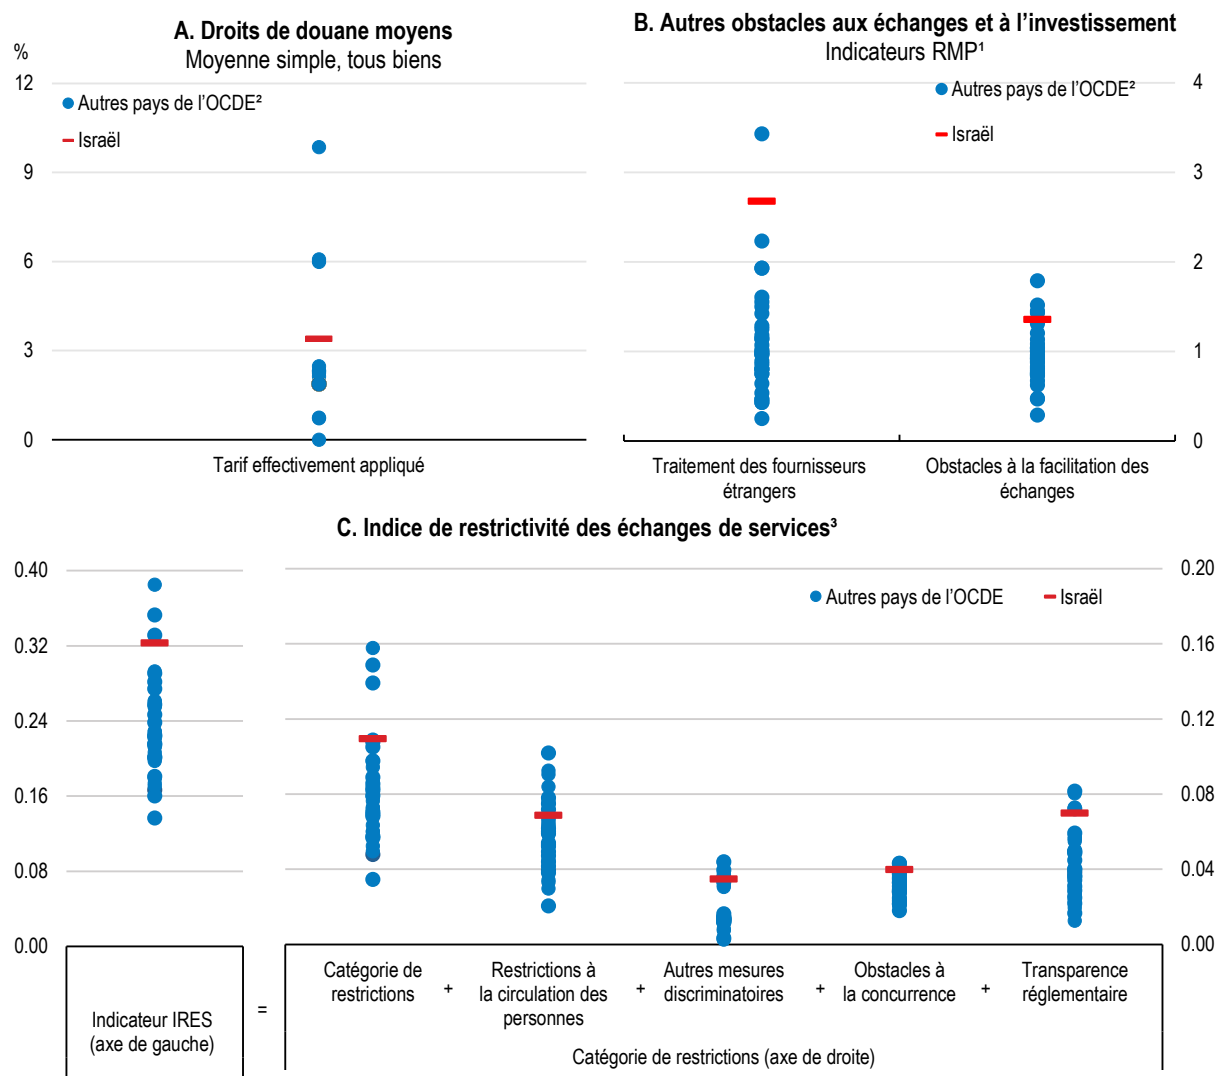 A. Droits de douane moyens
Moyenne simple, tous biens
%
12
9
6
3
0
Autres pays de l'OCDE²
Israël
Tarif effectivement appliqué
B. Autres obstacles aux échanges et à l'investissement
Indicateurs RMP¹
Autres pays de l'OCDE²
Israël
4
3
2
1
0
Traitement des fournisseurs
étrangers
Obstacles à la facilitation des
échanges
C. Indice de restrictivité des échanges de services³
0.40
0.32
0.24
0.16
0.08
0.00
=
Autres pays de l'OCDE
Israël
0.20
0.16
0.12
0.08
0.04
0.00
Indicateur IRES
(axe de gauche)
=
Catégorie de
restrictions
+
Restrictions à
la circulation des
personnes
+
Autres mesures
discriminatoires
+
Obstacles à
la concurrence
+
Transparence
réglementaire
Catégorie de restrictions (axe de droite)